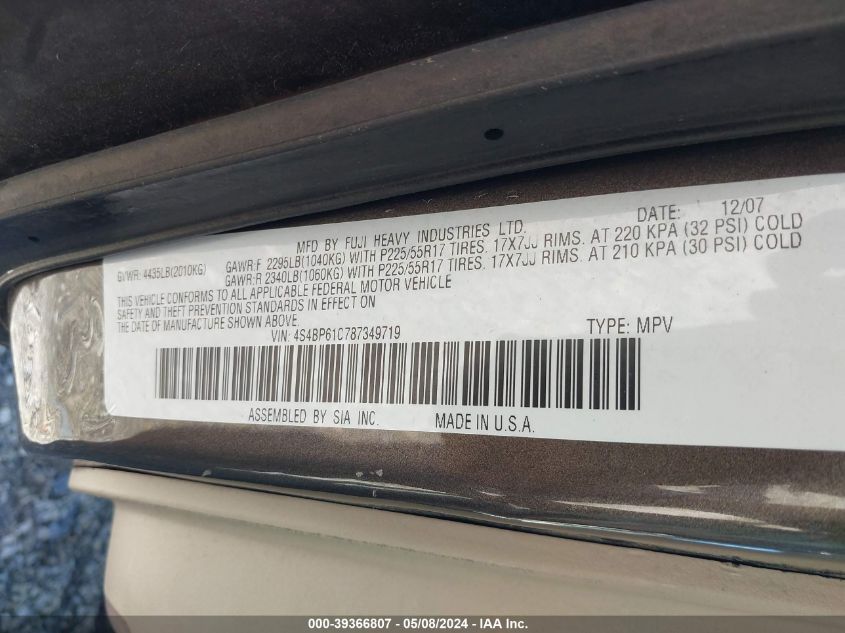 MFD BY FUJI HEAVY INDUSTRIES LTD. DATE: 12/07
GVWR: 4435LB(2010KG) GAWR:F 2295LB(1040KG) WITH P225/55R17 TIRES. 17X7JJ RIMS. AT 220 KPA (32 PSI) COLD
GAWR:R 2340LB(1060KG) WITH P225/55R17 TIRES. 17X7JJ RIMS. AT 210 KPA (30 PSI) COLD
THIS VEHICLE CONFORMS TO ALL APPLICABLE FEDERAL MOTOR VEHICLE
SAFETY AND THEFT PREVENTION STANDARDS IN EFFECT ON
THE DATE OF MANUFACTURE SHOWN ABOVE.
VIN: 4S4BP61C787349719 TYPE: MPV
ASSEMBLED BY SIA INC. MADE IN U.S.A.
000-39366807 - 05/08/2024 - IAA Inc.